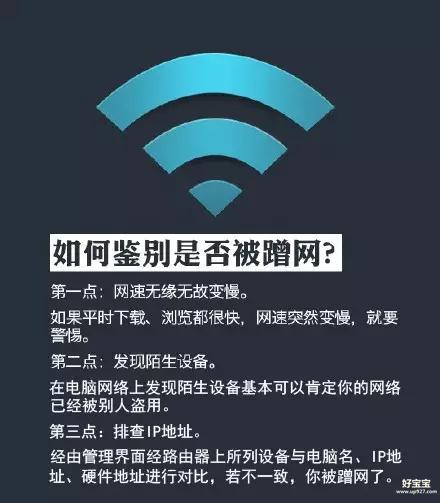 如何鉴别是否被蹭网?
第一点：网速无缘无故变慢。
如果平时下载、浏览都很快，网速突然变慢，就要
警惕。
第二点：发现陌生设备。
在电脑网络上发现陌生设备基本可以肯定你的网络
已经被别人盗用。
第三点：排查IP地址。
经由管理界面经路由器上所列设备与电脑名、IP地
址、硬件地址进行对比，若不一致，你被蹭网了。
好宝宝
www.up927.com